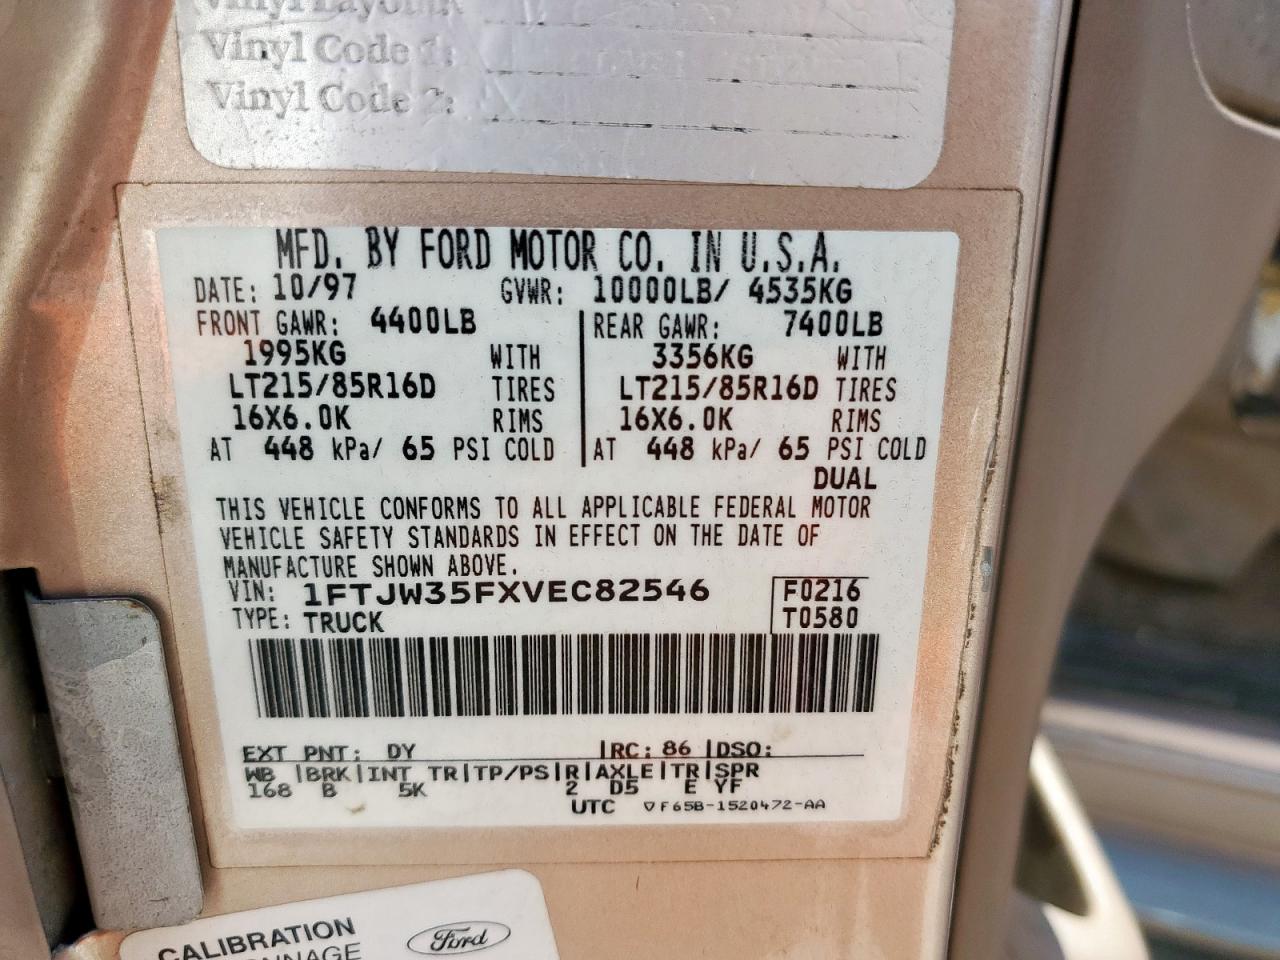 Vinyl Layout:
Vinyl Code 1:
Vinyl Code 2:
MFD. BY FORD MOTOR CO. IN U.S.A.
DATE: 10/97 GVWR: 10000LB/ 4535KG
FRONT GAWR: 4400LB REAR GAWR: 7400LB
1995KG WITH 3356KG WITH
LT215/85R16D TIRES LT215/85R16D TIRES
16X6.0K RIMS 16X6.0K RIMS
AT 448 kPa/ 65 PSI COLD AT 448 kPa/ 65 PSI COLD
DUAL
THIS VEHICLE CONFORMS TO ALL APPLICABLE FEDERAL MOTOR
VEHICLE SAFETY STANDARDS IN EFFECT ON THE DATE OF
MANUFACTURE SHOWN ABOVE.
VIN: 1FTJW35FXVEC82546 F0216
TYPE: TRUCK T0580
EXT PNT: DY |RC: 86 |DSO:
WB |BRK|INT TR|TP/PS|R|AXLE|TR|SPR
168 B 5K 2 D5 E YF
UTC ▽F65B-1520472-AA
CALIBRATION Ford